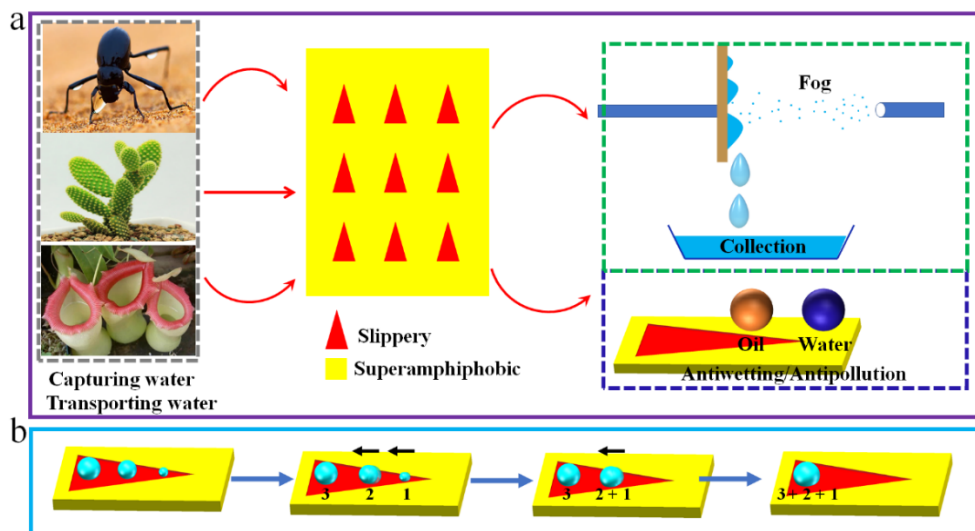 a
Fog
Collection
Slippery
Superamphiphobic
Oil
Water
Antiwetting/Antipollution
Capturing water
Transporting water
b
3 2 1
3 2 + 1
3 + 2 + 1